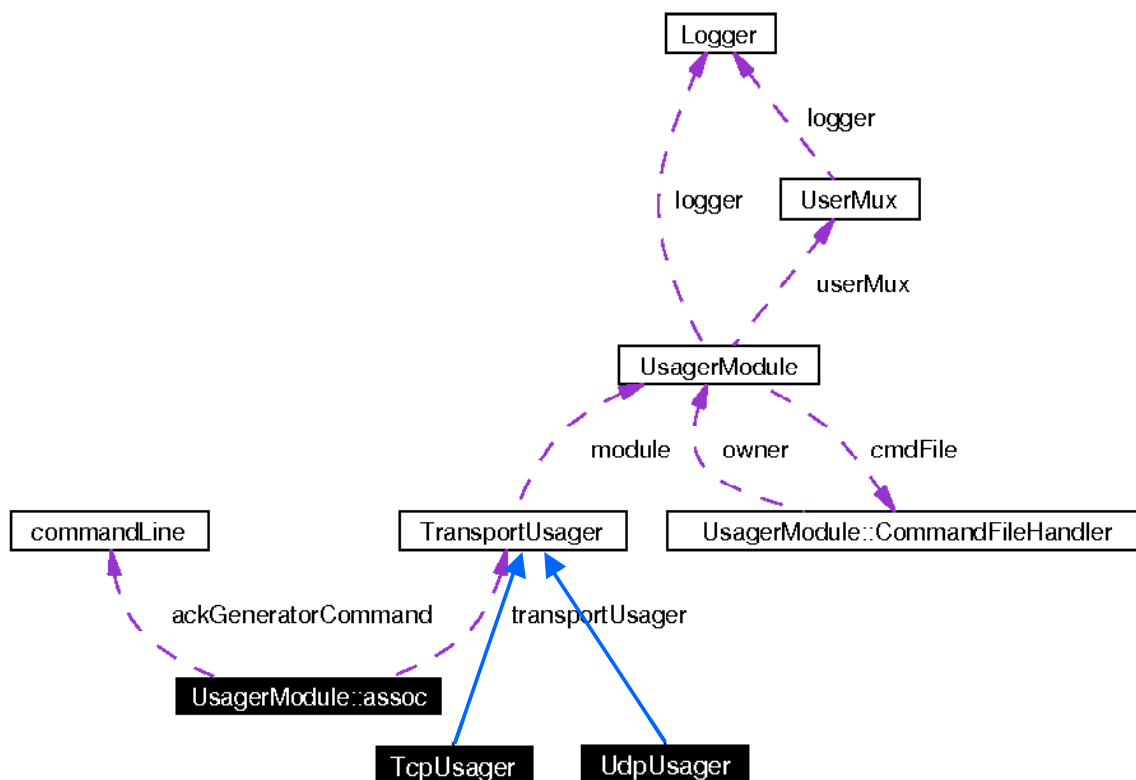 Logger
logger
UserMux
logger
userMux
UsagerModule
module
owner
cmdFile
commandLine
TransportUsager
UsagerModule::CommandFileHandler
ackGeneratorCommand
transportUsager
UsagerModule::assoc
TcpUsager
UdpUsager